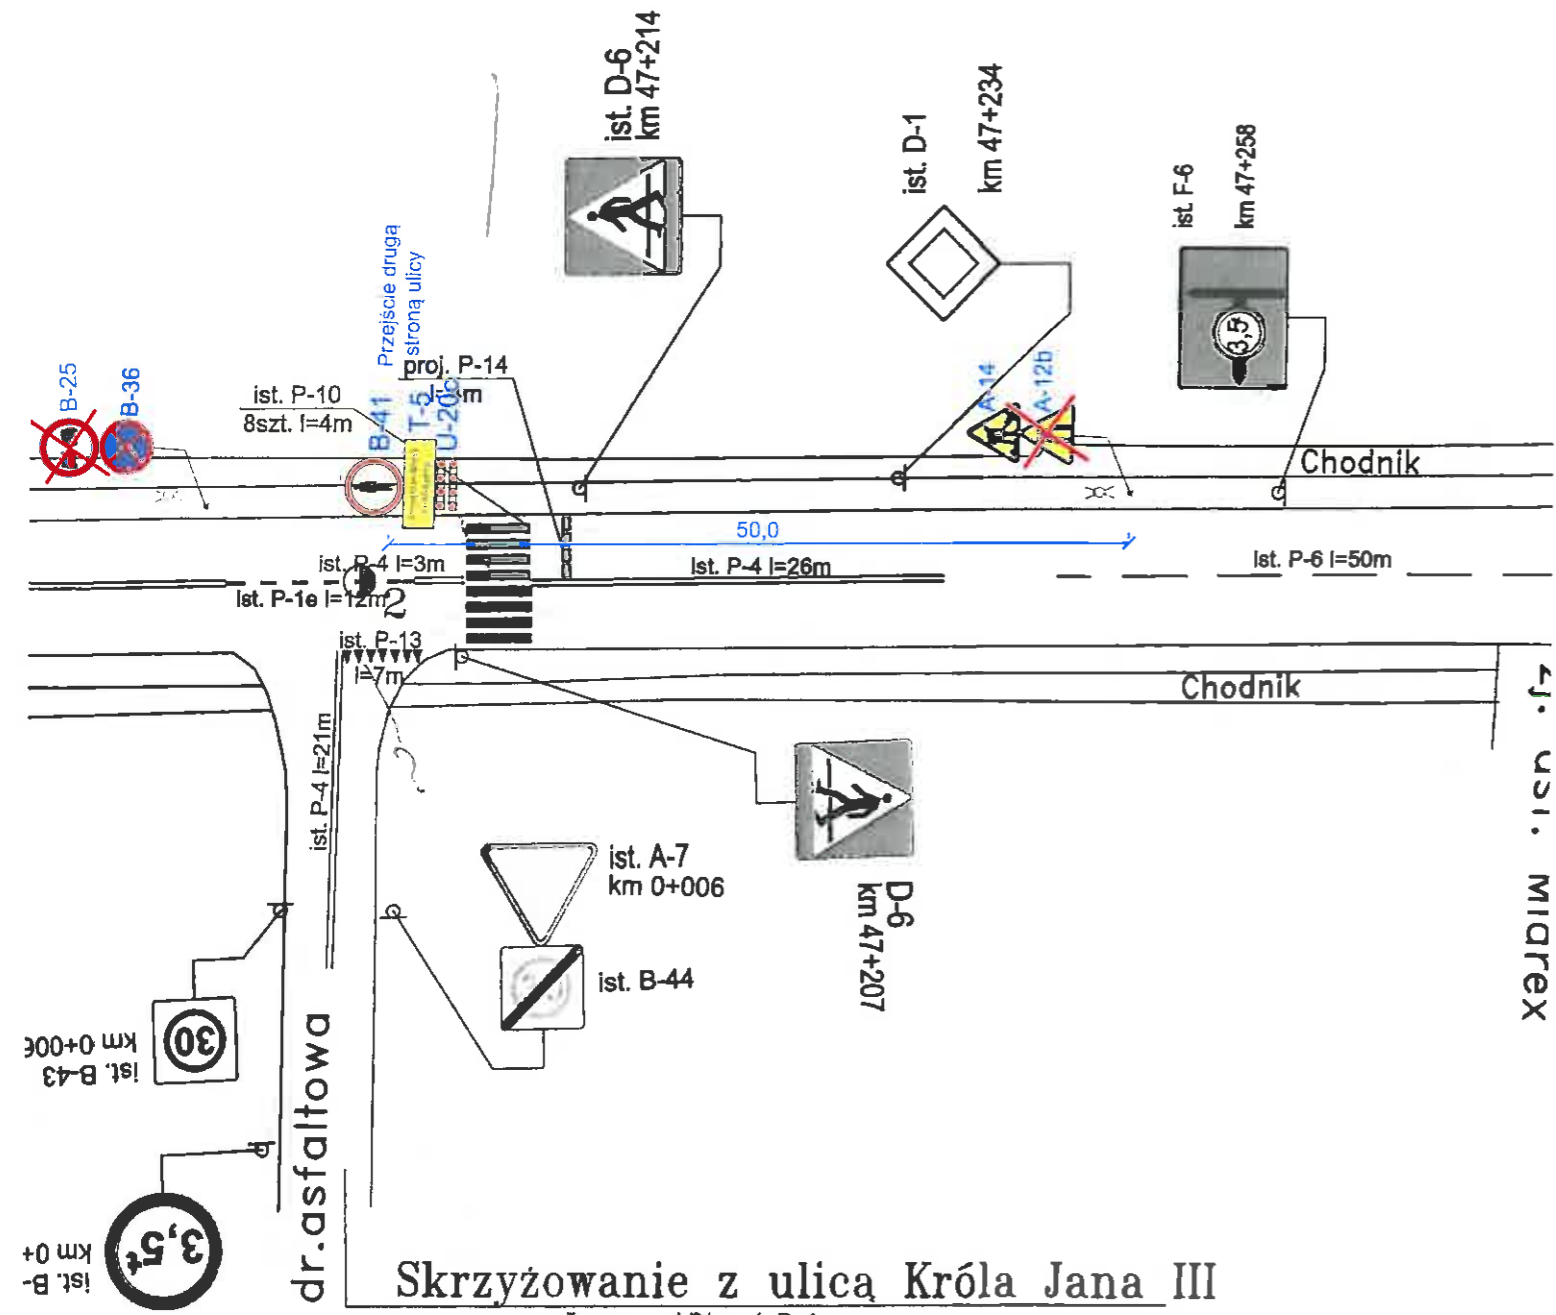 ist. D-6
km 47+214
ist. D-1
km 47+234
ist. F-6
km 47+258
3,5
Przejście drugą
stroną ulicy
B-25
B-36
ist. P-10
8szt. l=4m
proj. P-14
B-41
T-5
A-14
A-12b
Chodnik
50,0
ist. P-4 l=3m
ist. P-4 l=26m
ist. P-6 l=50m
ist. P-1e l=12m
2
ist. P-13
l=7m
Chodnik
ist. P-4 l=21m
ist. A-7
km 0+006
ist. B-44
D-6
km 47+207
30
ist. B-43
km 0+006
3,5t
ist. B-
km 0+
dr.asfaltowa
Miarex
Skrzyżowanie z ulicą Króla Jana III